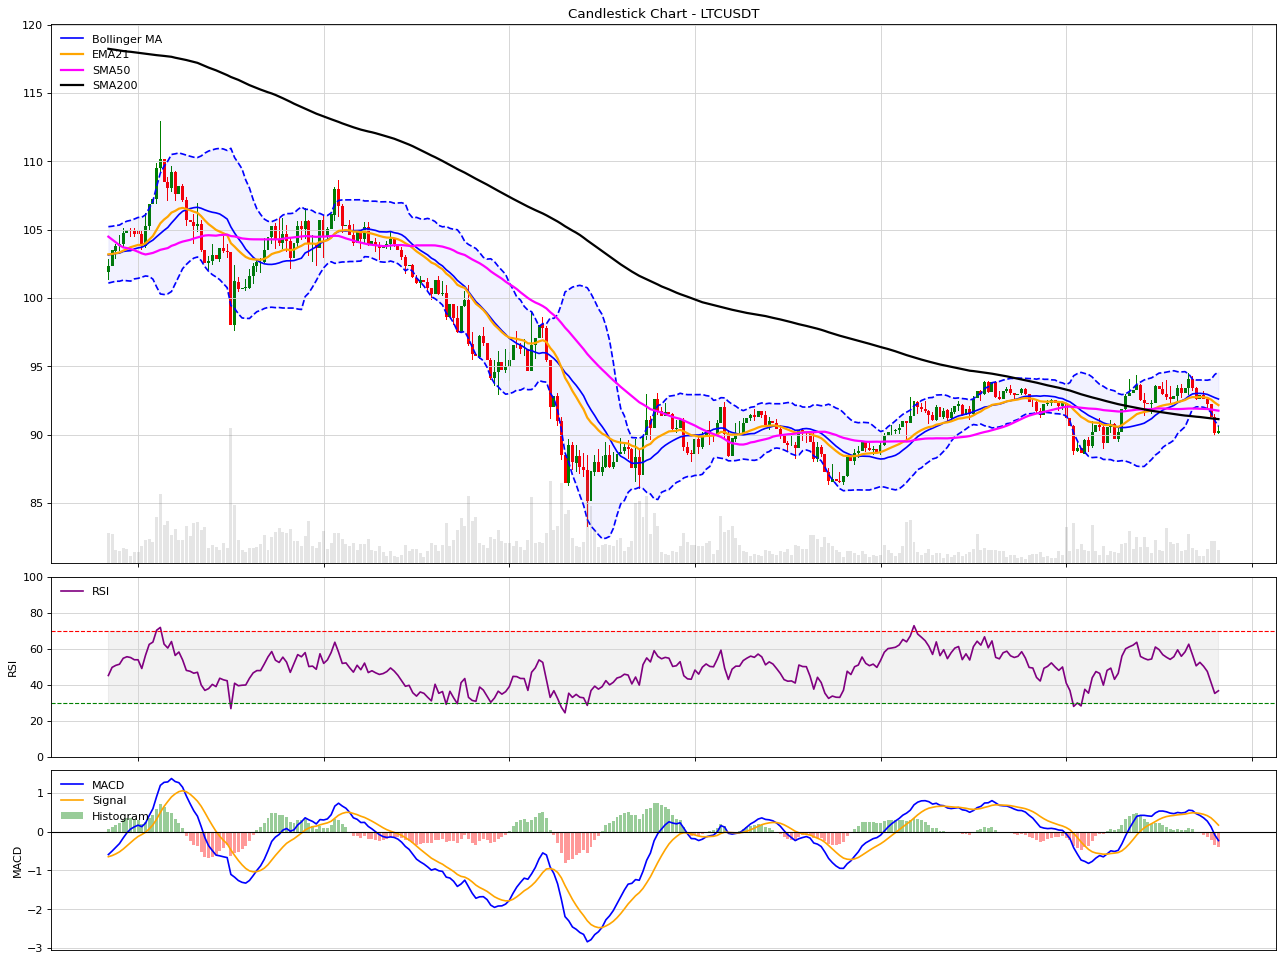 Candlestick Chart - LTCUSDT
120
Bollinger MA
EMA21
SMA50
SMA200
115
110
105
100
95
90
85
100
RSI
80
60
RSI
40
20
0
MACD
1
Signal
Histogram
0
MACD
−1
−2
−3